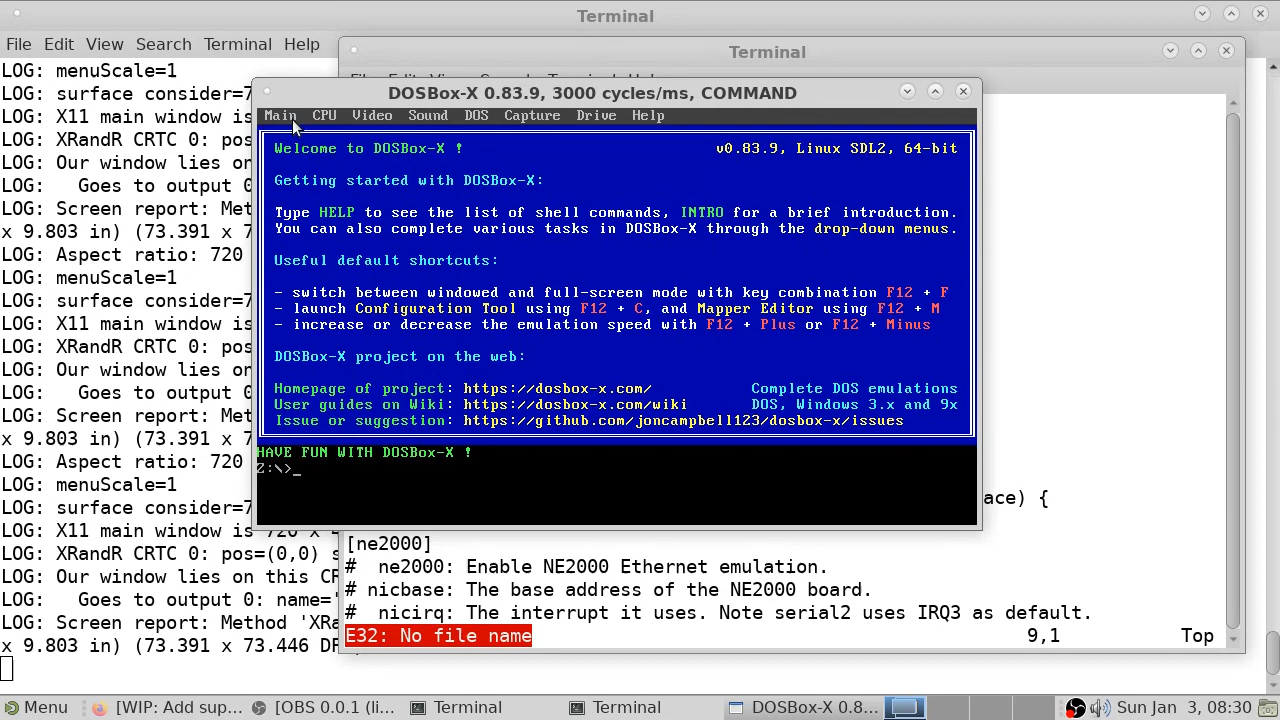 Terminal
File Edit View Search Terminal Help
Terminal
LOG: menuScale=1
LOG: surface consider=7
LOG: X11 main window is
LOG: XRandR CRTC 0: pos=
LOG: Our window lies on
LOG:   Goes to output 0
LOG: Screen report: Met
x 9.803 in) (73.391 x 7
LOG: Aspect ratio: 720
LOG: menuScale=1
LOG: surface consider=7
LOG: X11 main window is
LOG: XRandR CRTC 0: pos=
LOG: Our window lies on
LOG:   Goes to output 0
LOG: Screen report: Met
x 9.803 in) (73.391 x 7
LOG: Aspect ratio: 720
LOG: menuScale=1
LOG: surface consider=7
LOG: X11 main window is 720 x
LOG: XRandR CRTC 0: pos=(0,0) s
LOG: Our window lies on this CR
LOG:   Goes to output 0: name='
LOG: Screen report: Method 'XRa
x 9.803 in) (73.391 x 73.446 D
DOSBox-X 0.83.9, 3000 cycles/ms, COMMAND
Main CPU Video Sound DOS Capture Drive Help
Welcome to DOSBox-X ! v0.83.9, Linux SDL2, 64-bit
Getting started with DOSBox-X:
Type HELP to see the list of shell commands, INTRO for a brief introduction.
You can also complete various tasks in DOSBox-X through the drop-down menus.
Useful default shortcuts:
- switch between windowed and full-screen mode with key combination F12 + F
- launch Configuration Tool using F12 + C, and Mapper Editor using F12 + M
- increase or decrease the emulation speed with F12 + Plus or F12 + Minus
DOSBox-X project on the web:
Homepage of project: https://dosbox-x.com/ Complete DOS emulations
User guides on Wiki: https://dosbox-x.com/wiki DOS, Windows 3.x and 9x
Issue or suggestion: https://github.com/joncampbell123/dosbox-x/issues
HAVE FUN WITH DOSBox-X !
Z:\>_
ace) {
[ne2000]
#  ne2000: Enable NE2000 Ethernet emulation.
# nicbase: The base address of the NE2000 board.
#  nicirq: The interrupt it uses. Note serial2 uses IRQ3 as default.
E32: No file name 9,1 Top
Menu [WIP: Add sup... [OBS 0.0.1 (li... Terminal Terminal DOSBox-X 0.8... Sun Jan 3, 08:30